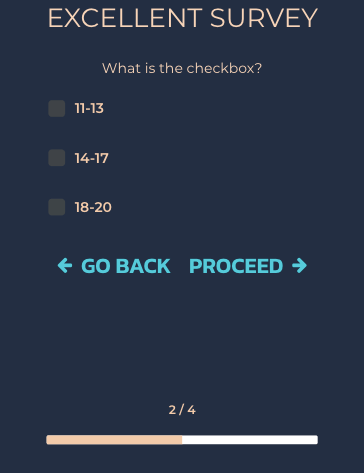 EXCELLENT SURVEY
What is the checkbox?
11-13
14-17
18-20
← GO BACK PROCEED →
2 / 4